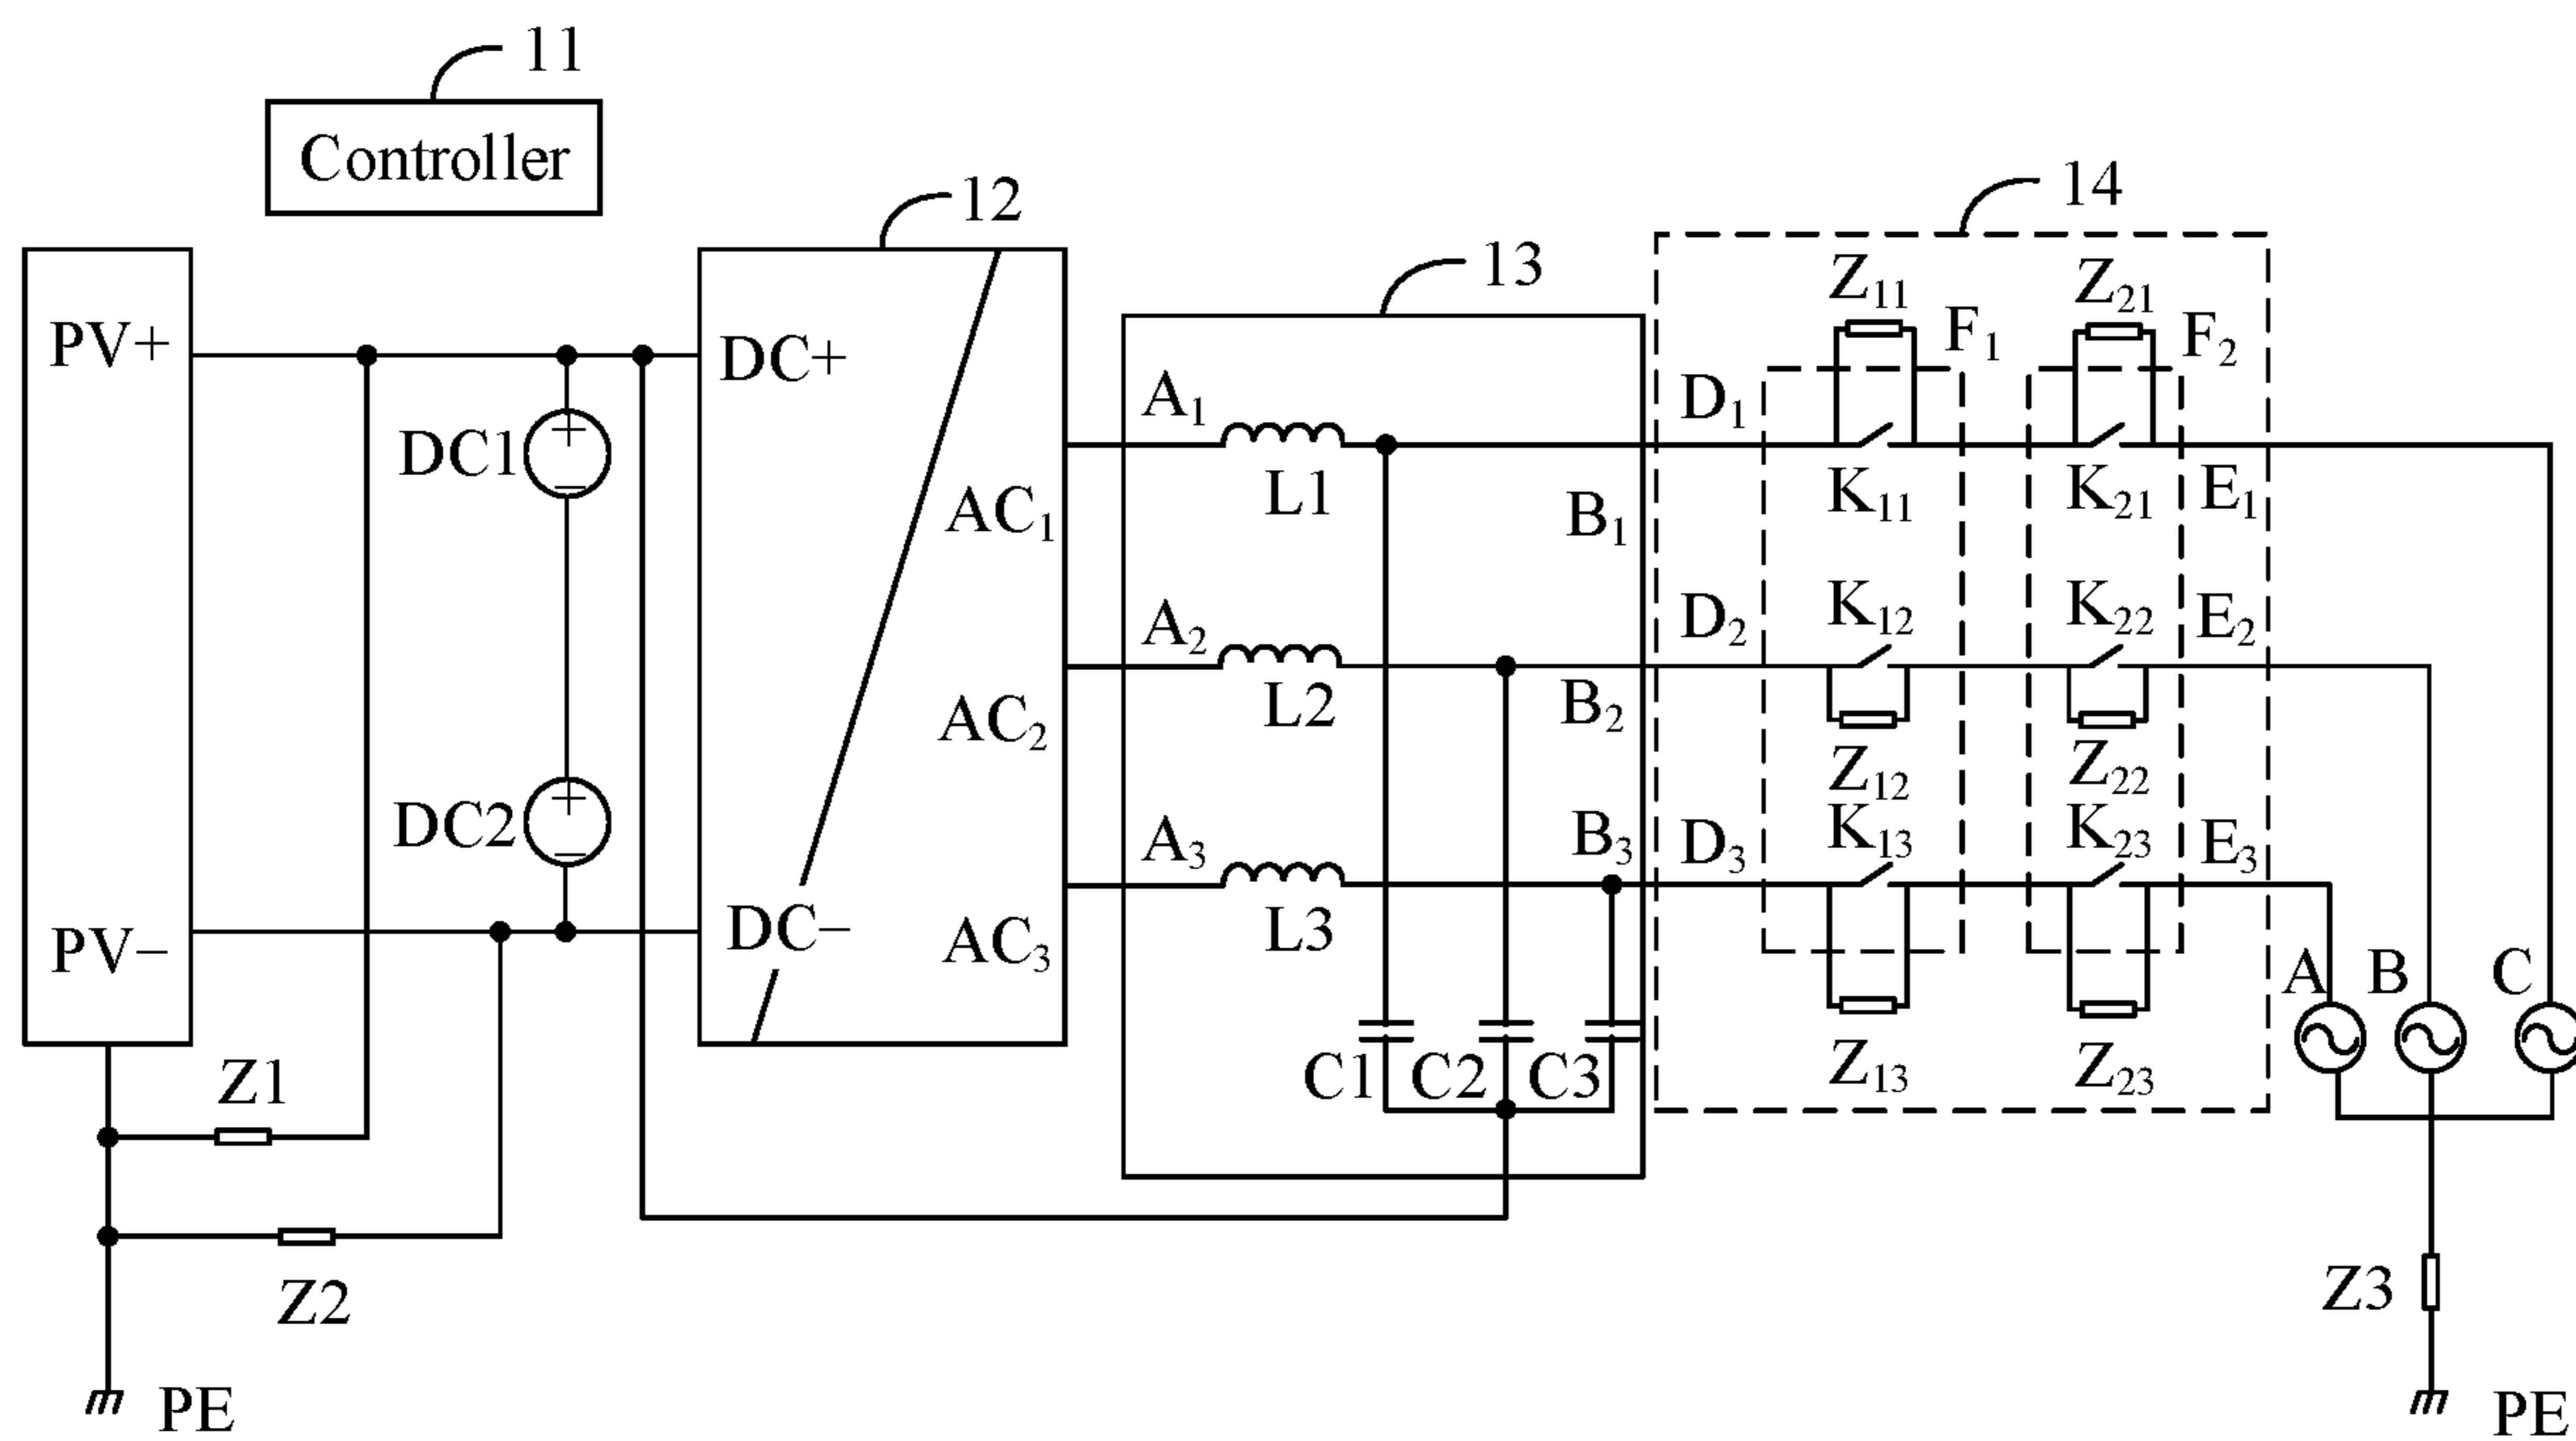 11
Controller
12
13
14
PV+
PV−
DC1
DC2
DC+
DC−
AC₁
AC₂
AC₃
A₁
A₂
A₃
L1
L2
L3
B₁
B₂
B₃
C1
C2
C3
D₁
D₂
D₃
Z₁₁
F₁
K₁₁
K₁₂
Z₁₂
K₁₃
Z₁₃
Z₂₁
F₂
K₂₁
K₂₂
Z₂₂
K₂₃
Z₂₃
E₁
E₂
E₃
A
B
C
Z1
Z2
PE
Z3
PE